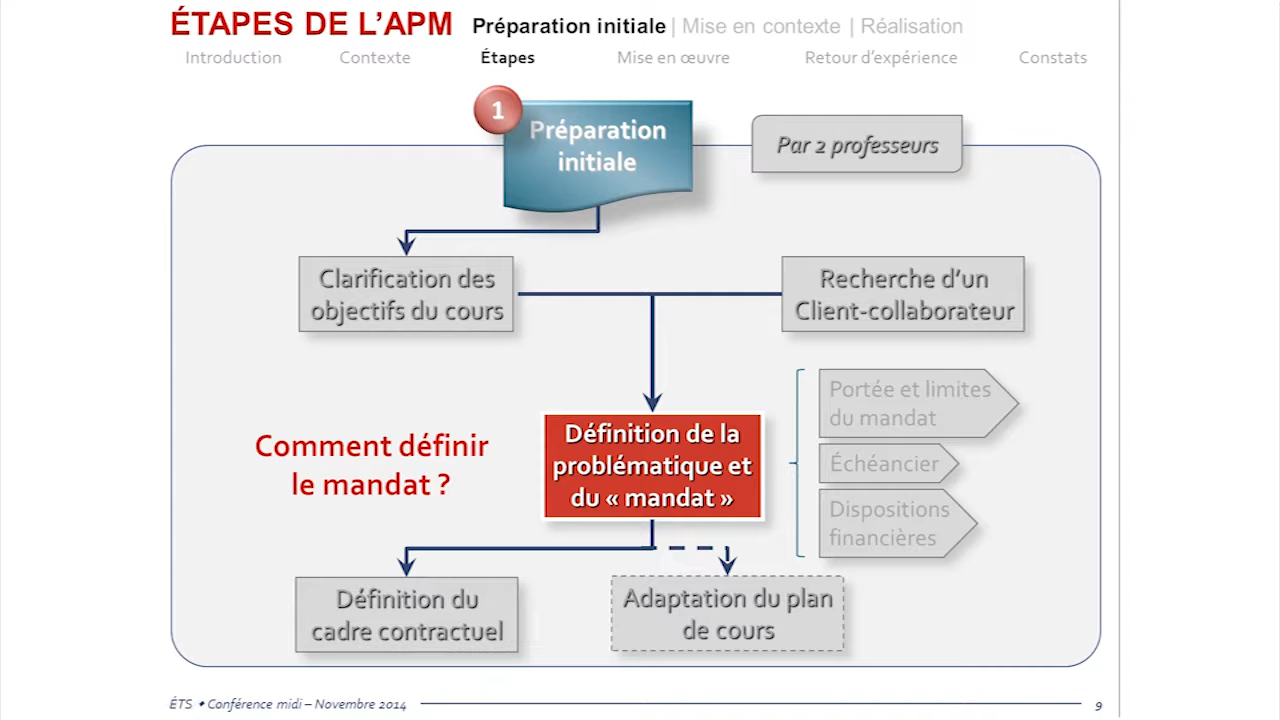 ÉTAPES DE L’APM
Préparation initiale | Mise en contexte | Réalisation
Introduction
Contexte
Étapes
Mise en œuvre
Retour d’expérience
Constats
1
Préparation
initiale
Par 2 professeurs
Clarification des
objectifs du cours
Recherche d’un
Client-collaborateur
Portée et limites
du mandat
Échéancier
Dispositions
financières
Comment définir
le mandat ?
Définition de la
problématique et
du « mandat »
Définition du
cadre contractuel
Adaptation du plan
de cours
ÉTS • Conférence midi – Novembre 2014
9